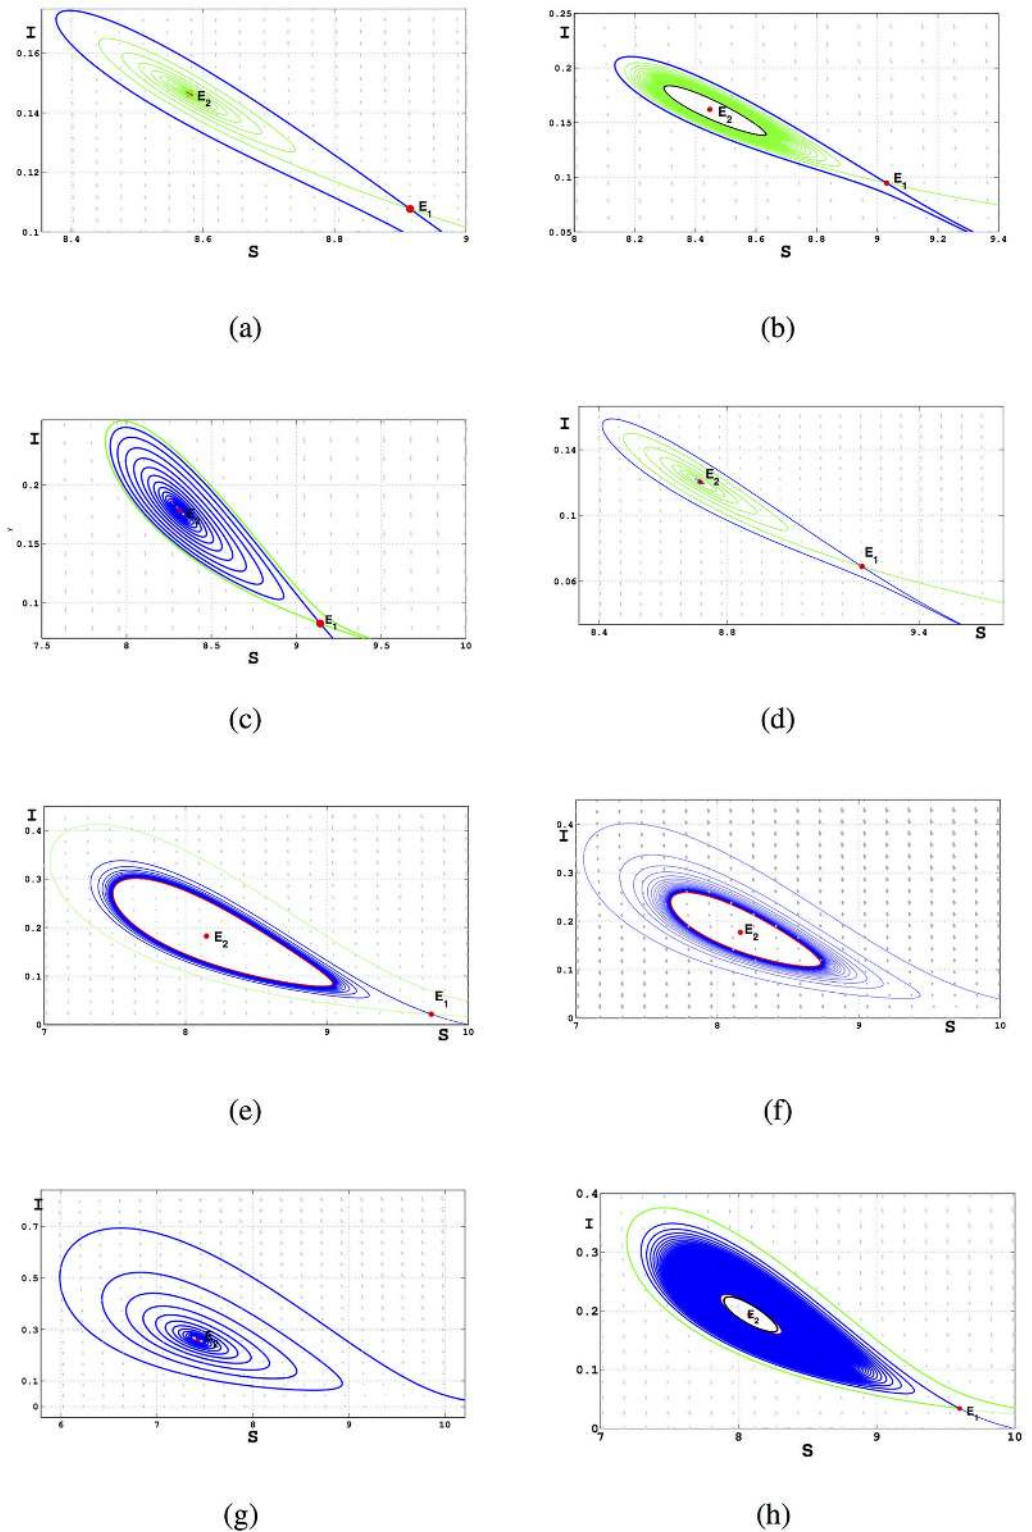 I
0.16
0.14
0.12
0.1
8.4
8.6
8.8
9
S
E2
E1
(a)
0.25
I
0.2
0.15
0.1
0.05
8
8.2
8.4
8.6
8.8
9
9.2
9.4
S
E2
E1
(b)
I
0.2
0.15
0.1
Y
7.5
8
8.5
9
9.5
10
S
E1
(c)
I
0.14
0.1
0.06
8.4
8.8
9.4
S
E2
E1
(d)
I
0.4
0.3
0.2
0.1
0
7
8
9
10
S
E2
E1
(e)
0.4
I
0.3
0.2
0.1
0
7
8
9
10
S
E2
(f)
I
0.7
0.5
0.3
0.1
0
6
7
8
9
10
S
(g)
0.4
I
0.3
0.2
0.1
0
7
8
9
10
S
E2
E1
(h)